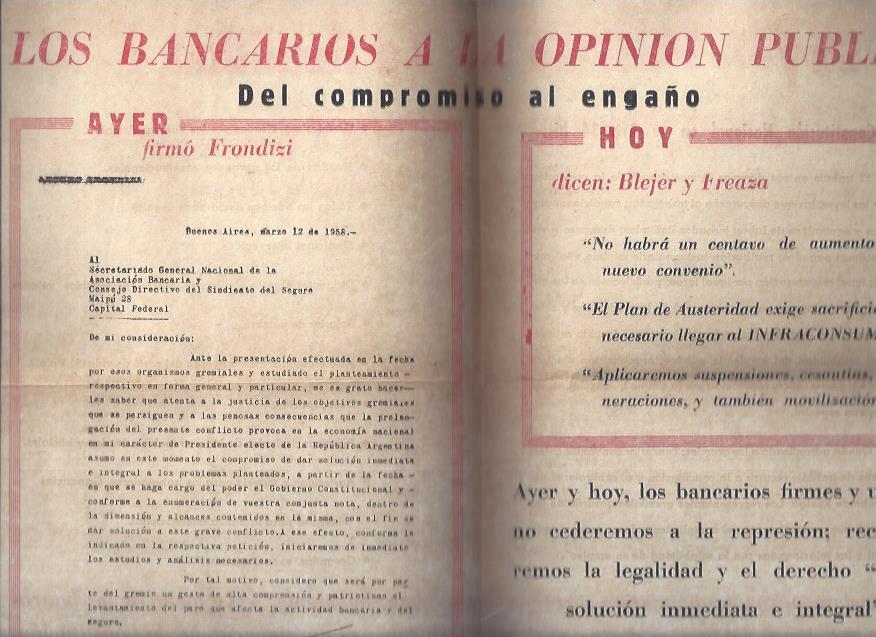 LOS BANCARIOS A LA OPINION PUBLI
Del compromiso al engaño
AYER
firmó Frondizi
Buenos Aires, marzo 12 de 1958.-
Al
Secretariado General Nacional de la
Asociación Bancaria y
Consejo Directivo del Sindicato del Seguro
Maipú 28
Capital Federal
De mi consideración:
Ante la presentación efectuada en la fecha
por esos organismos gremiales y estudiado el planteamiento -
respectivo en forma general y particular, me es grato hacer-
les saber que atento a la justicia de los objetivos gremiales
que se persiguen y a las penosas consecuencias que la prolon-
gación del presente conflicto provoca en la economía nacional
en mi carácter de Presidente electo de la República Argentina
asumo en este momento el compromiso de dar solución inmediata
e integral a los problemas planteados, a partir de la fecha -
en que se haga cargo del poder el Gobierno Constitucional y -
conforme a la enumeración de vuestra conjunta nota, dentro de
la dimensión y alcances contenidos en la misma, con el fin de
dar solución a este grave conflicto.A ese efecto, conforme lo
indicado en la respectiva petición, iniciaremos de inmediato
los estudios y análisis necesarios.
Por tal motivo, considero que será por par
te del gremio un gesto de alta comprensión y patriotismo el
levantamiento del paro que afecta la actividad bancaria y del
seguro.
HOY
dicen: Blejer y Freaza
“No habrá un centavo de aumento
nuevo convenio”.
“El Plan de Austeridad exige sacrifici
necesario llegar al INFRACONSUM
“Aplicaremos suspensiones, cesantías,
neraciones, y también movilización
Ayer y hoy, los bancarios firmes y u
no cederemos a la represión; rec
remos la legalidad y el derecho “
solución inmediata e integral”